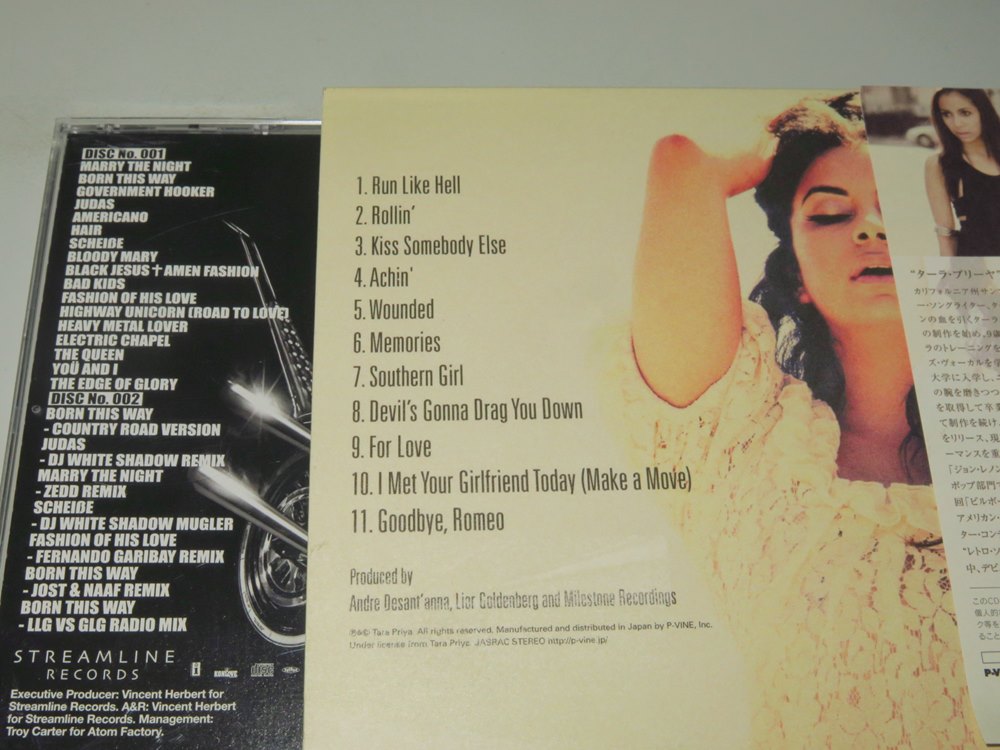 DISC No. 001
MARRY THE NIGHT
BORN THIS WAY
GOVERNMENT HOOKER
JUDAS
AMERICANO
HAIR
SCHEIßE
BLOODY MARY
BLACK JESUS † AMEN FASHION
BAD KIDS
FASHION OF HIS LOVE
HIGHWAY UNICORN (ROAD TO LOVE)
HEAVY METAL LOVER
ELECTRIC CHAPEL
THE QUEEN
YOÜ AND I
THE EDGE OF GLORY
DISC No. 002
BORN THIS WAY
- COUNTRY ROAD VERSION
JUDAS
- DJ WHITE SHADOW REMIX
MARRY THE NIGHT
- ZEDD REMIX
SCHEIßE
- DJ WHITE SHADOW MUGLER
FASHION OF HIS LOVE
- FERNANDO GARIBAY REMIX
BORN THIS WAY
- JOST & NAAF REMIX
BORN THIS WAY
- LLG VS GLG RADIO MIX
STREAMLINE
RECORDS
i
KONLIVE
disc
Executive Producer: Vincent Herbert for
Streamline Records. A&R: Vincent Herbert
for Streamline Records. Management:
Troy Carter for Atom Factory.
1. Run Like Hell
2. Rollin'
3. Kiss Somebody Else
4. Achin'
5. Wounded
6. Memories
7. Southern Girl
8. Devil's Gonna Drag You Down
9. For Love
10. I Met Your Girlfriend Today (Make a Move)
11. Goodbye, Romeo
Produced by
Andre Desant'anna, Lior Goldenberg and Milestone Recordings
℗&© Tara Priya. All rights reserved. Manufactured and distributed in Japan by P-VINE, Inc.
Under license from Tara Priya. JASRAC STEREO http://p-vine.jp/
"ターラ・プリーヤ"
カリフォルニア州サン
ー・ソングライター、タ
ンの血を引くターラ
の制作を始め、9歳
ラのトレーニングを
ズ・ヴォーカルを学
大学に入学し、
の腕を磨きつつ
を取得して卒業
て制作を続け、
をリリース、現
ーマンスを重
「ジョン・レノン
ポップ部門で
回「ビルボー
アメリカン・
ター・コンテ
"レトロ・ソ
中、デビ
このCD
個人的
ク等を
ること
P-V